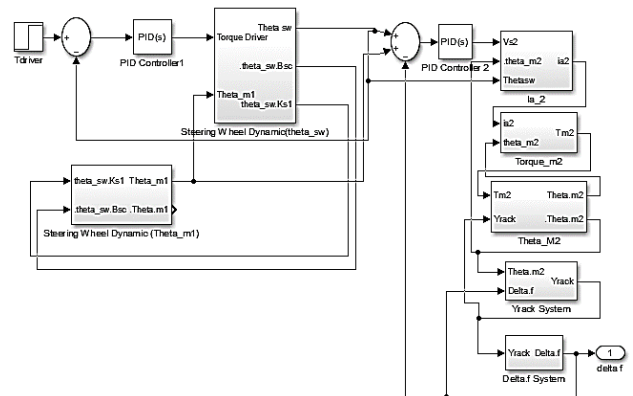 Tdriver
PID(s)
PID Controller1
Theta sw
Torque Driver
.theta_sw.Bsc
Theta_m1
theta_sw.Ks1
Steering Wheel Dynamic(theta_sw)
PID(s)
PID Controller 2
Vs2
.theta_m2
Thetasw
ia2
Ia_2
ia2
theta_m2
Tm2
Torque_m2
Tm2
Yrack
Theta.m2
.Theta.m2
Theta_M2
Theta.m2
Delta.f
Yrack
Yrack System
Yrack Delta.f
Delta.f System
1
delta f
theta_sw.Ks1 Theta_m1
.theta_sw.Bsc .Theta.m1
Steering Wheel Dynamic (Theta_m1)